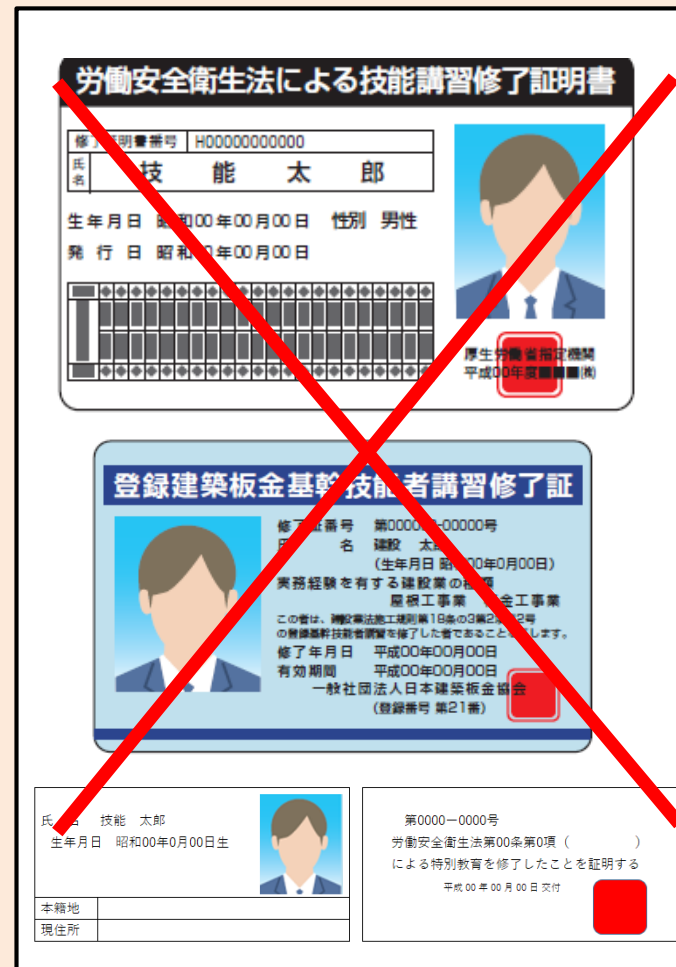 労働安全衛生法による技能講習修了証明書
修了証明書番号 H00000000000
氏名 技 能 太 郎
生年月日 昭和00年00月00日 性別 男性
発 行 日 昭和00年00月00日
厚生労働省指定機関
平成00年度■■■㈱
登録建築板金基幹技能者講習修了証
修了証番号 第000000-00000号
氏 名 建設 太郎
(生年月日 昭和00年0月00日)
実務経験を有する建設業の種類
屋根工事業 板金工事業
この者は、建設業法施工規則第18条の3第2項第2号
の登録基幹技能者講習を修了した者であることを証します。
修了年月日 平成00年00月00日
有効期間 平成00年00月00日
一般社団法人日本建築板金協会
(登録番号 第21番)
氏 名 技能 太郎
生年月日 昭和00年0月00日生
本籍地
現住所
第0000－0000号
労働安全衛生法第00条第0項（ ）
による特別教育を修了したことを証明する
平成 00 年 00 月 00 日 交付